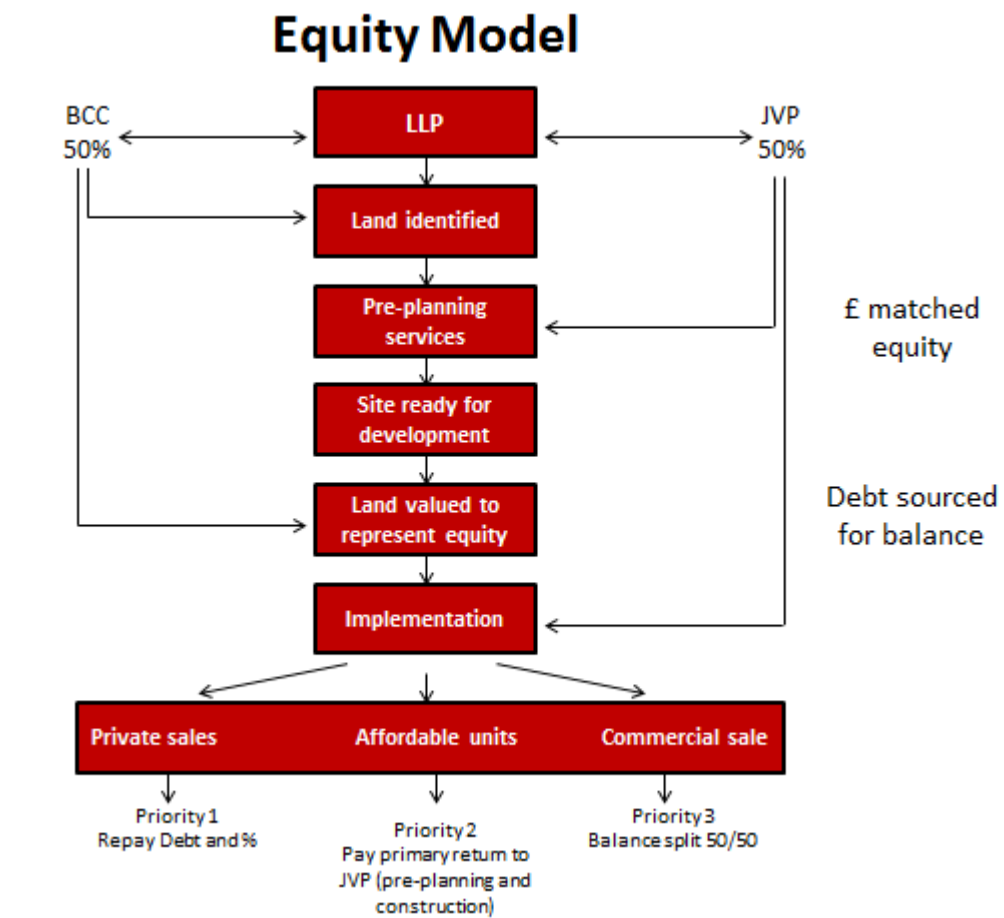 Equity Model
BCC
50%
LLP
JVP
50%
Land identified
Pre-planning
services
£ matched
equity
Site ready for
development
Land valued to
represent equity
Debt sourced
for balance
Implementation
Private sales
Affordable units
Commercial sale
Priority 1
Repay Debt and %
Priority 2
Pay primary return to
JVP (pre-planning and
construction)
Priority 3
Balance split 50/50